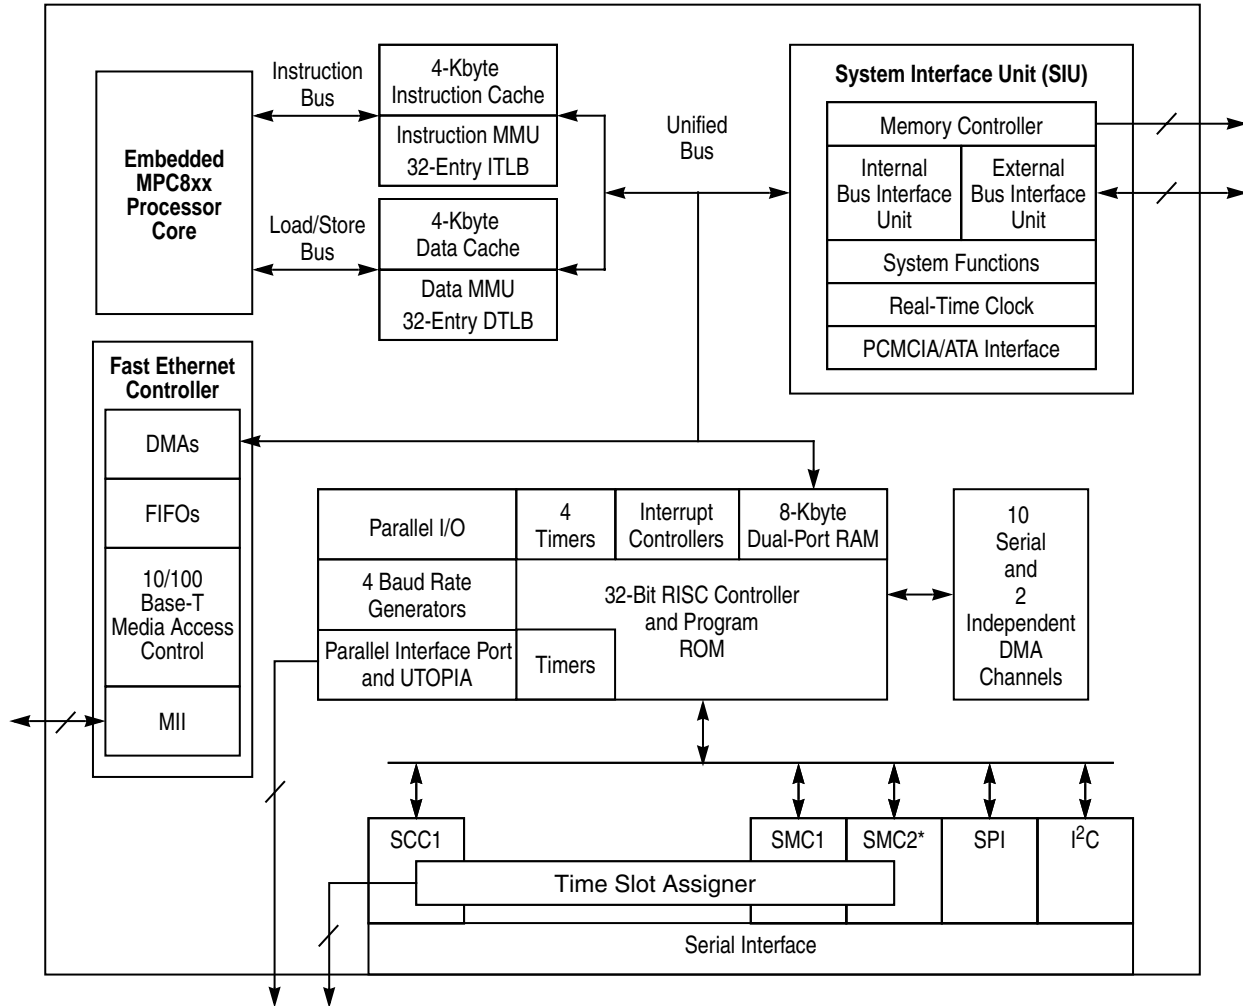 Embedded
MPC8xx
Processor
Core
Instruction
Bus
Load/Store
Bus
4-Kbyte
Instruction Cache
Instruction MMU
32-Entry ITLB
4-Kbyte
Data Cache
Data MMU
32-Entry DTLB
Unified
Bus
System Interface Unit (SIU)
Memory Controller
Internal
Bus Interface
Unit
External
Bus Interface
Unit
System Functions
Real-Time Clock
PCMCIA/ATA Interface
Fast Ethernet
Controller
DMAs
FIFOs
10/100
Base-T
Media Access
Control
MII
Parallel I/O
4
Timers
Interrupt
Controllers
8-Kbyte
Dual-Port RAM
4 Baud Rate
Generators
32-Bit RISC Controller
and Program
ROM
Parallel Interface Port
and UTOPIA
Timers
10
Serial
and
2
Independent
DMA
Channels
SCC1
SMC1
SMC2*
SPI
I²C
Time Slot Assigner
Serial Interface